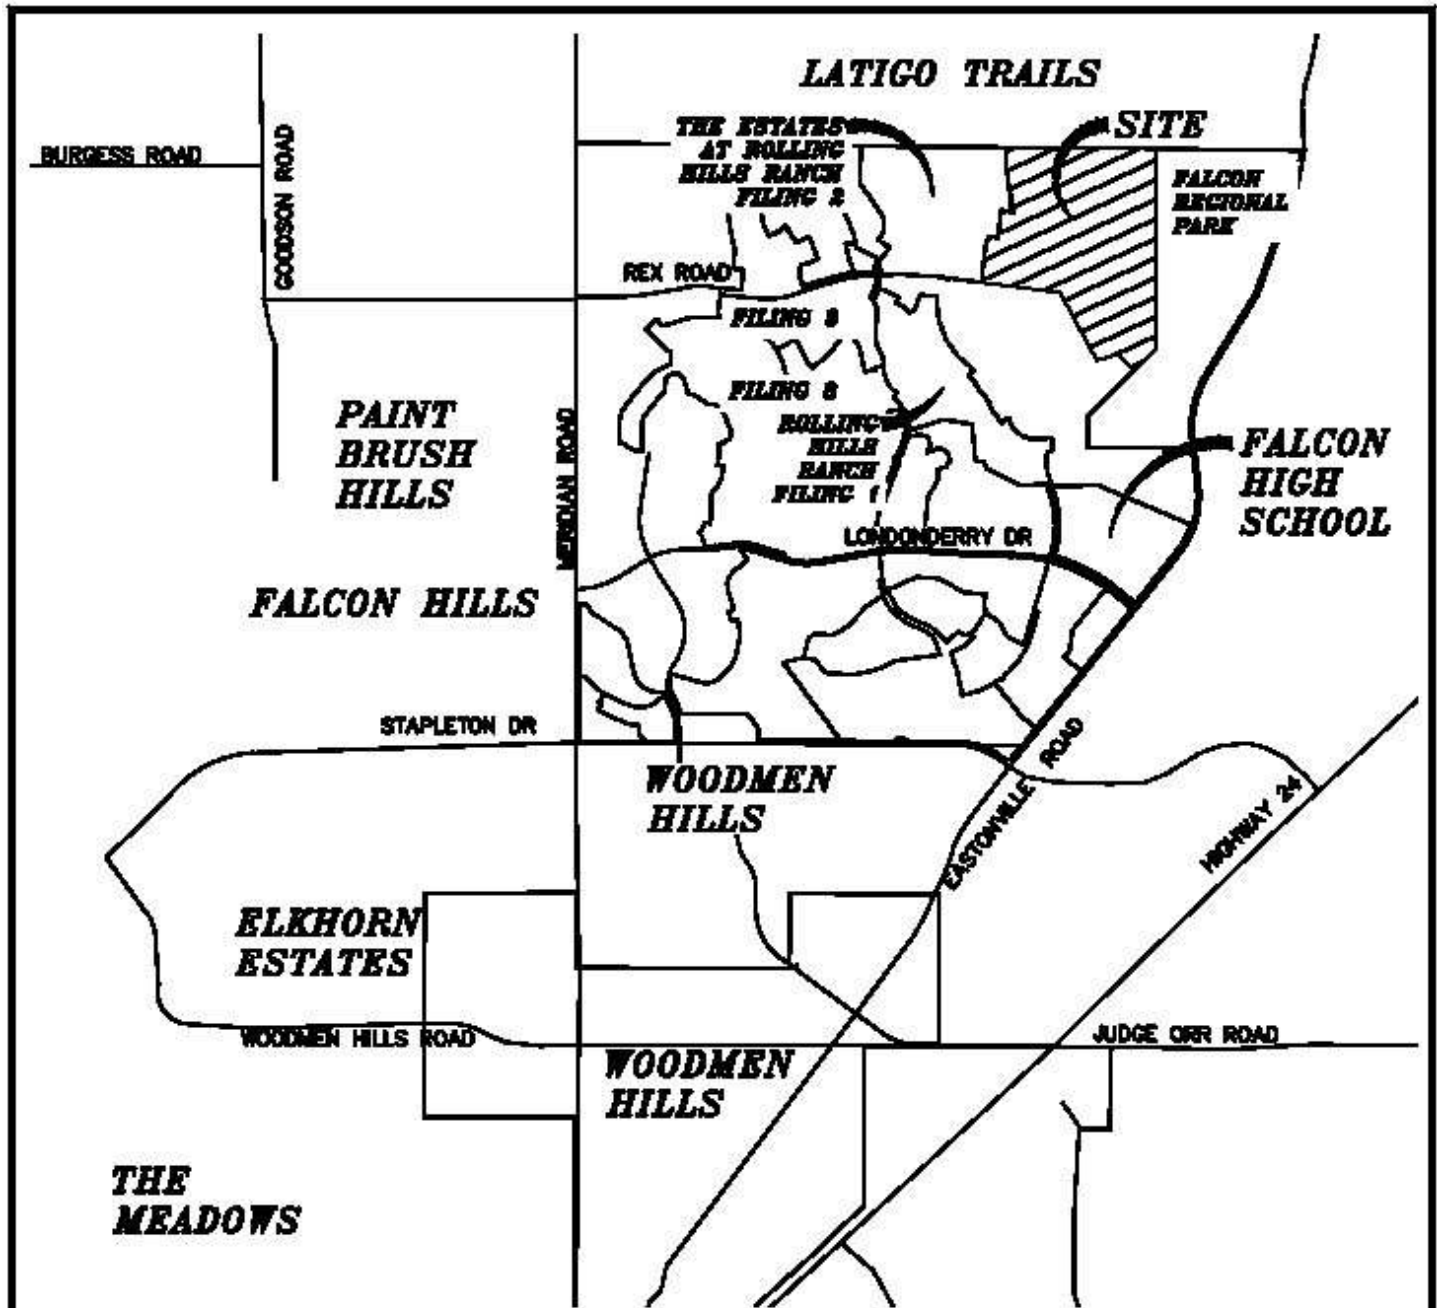 LATIGO TRAILS
THE ESTATES
AT ROLLING
HILLS RANCH
FILING 2
SITE
BURGESS ROAD
GOODSON ROAD
FALCON
REGIONAL
PARK
REX ROAD
FILING 3
FILING 2
ROLLING
HILLS
RANCH
FILING 1
PAINT
BRUSH
HILLS
MERIDIAN ROAD
FALCON
HIGH
SCHOOL
LONDONDERRY DR
FALCON HILLS
STAPLETON DR
WOODMEN
HILLS
EASTONVILLE ROAD
HIGHWAY 24
ELKHORN
ESTATES
WOODMEN HILLS ROAD
JUDGE ORR ROAD
WOODMEN
HILLS
THE
MEADOWS